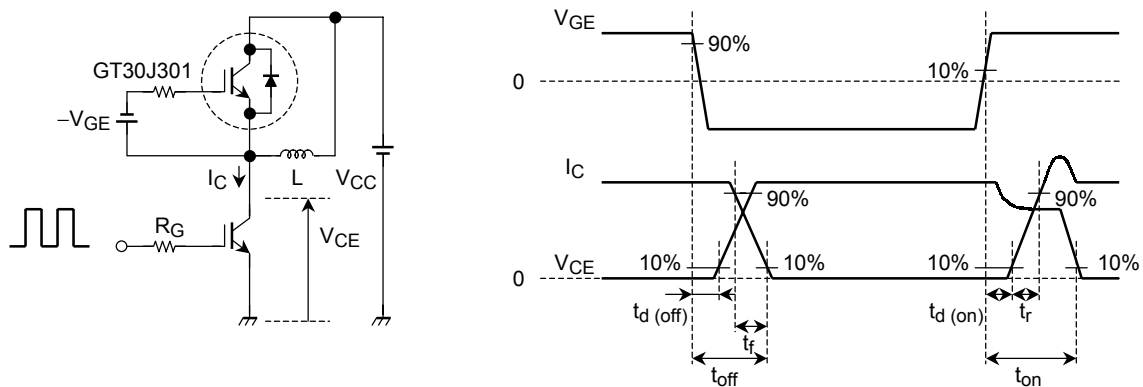 GT30J301
−VGE
IC
L
VCC
RG
VCE
VGE
90%
0
10%
IC
90%
90%
VCE
10%
10%
10%
10%
0
td (off)
td (on)
tr
tf
toff
ton